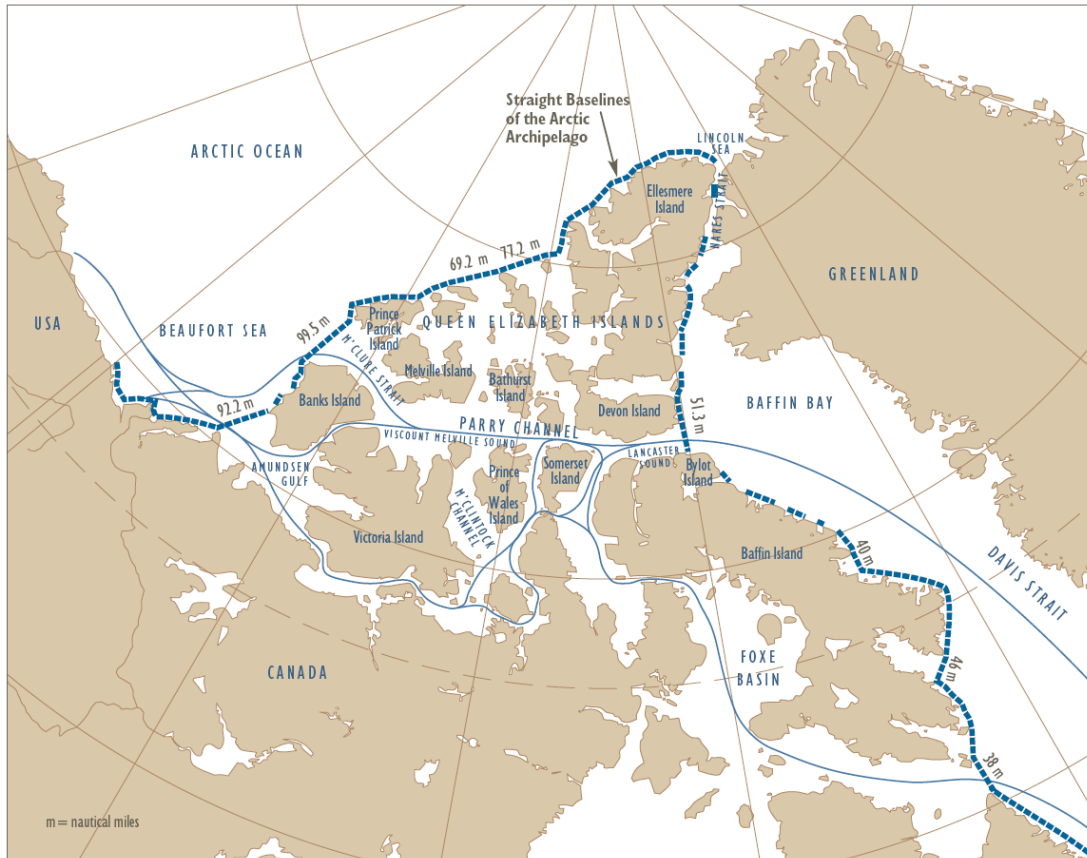 Straight Baselines
of the Arctic
Archipelago
ARCTIC OCEAN
LINCOLN
SEA
Ellesmere
Island
NARES STRAIT
GREENLAND
77.2 m
69.2 m
USA
BEAUFORT SEA
99.5 m
Prince
Patrick
Island
QUEEN ELIZABETH ISLANDS
M'CLURE STRAIT
Melville Island
Bathurst
Island
Banks Island
92.2 m
Devon Island
51.3 m
BAFFIN BAY
PARRY CHANNEL
VISCOUNT MELVILLE SOUND
LANCASTER
SOUND
AMUNDSEN
GULF
Prince
of
Wales
Island
Somerset
Island
Bylot
Island
M'CLINTOCK
CHANNEL
Victoria Island
Baffin Island
40 m
DAVIS STRAIT
CANADA
FOXE
BASIN
46 m
38 m
m = nautical miles